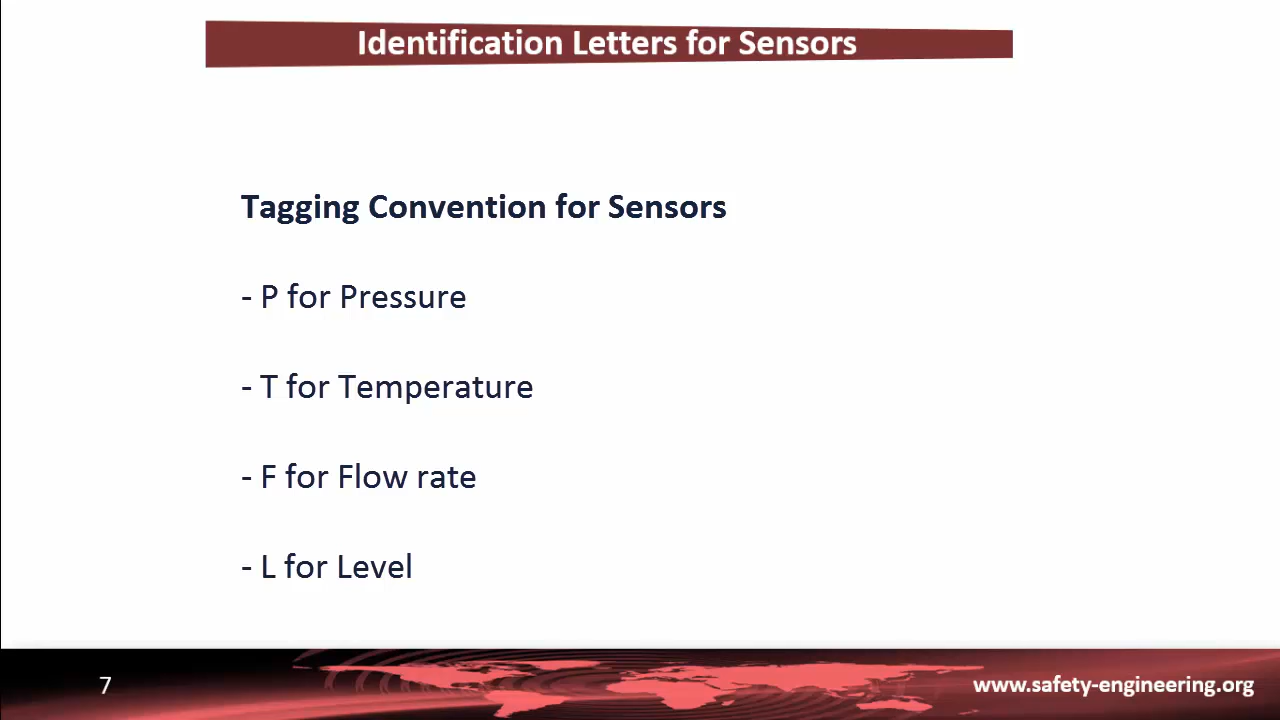 Identification Letters for Sensors
Tagging Convention for Sensors
- P for Pressure
- T for Temperature
- F for Flow rate
- L for Level
7
www.safety-engineering.org